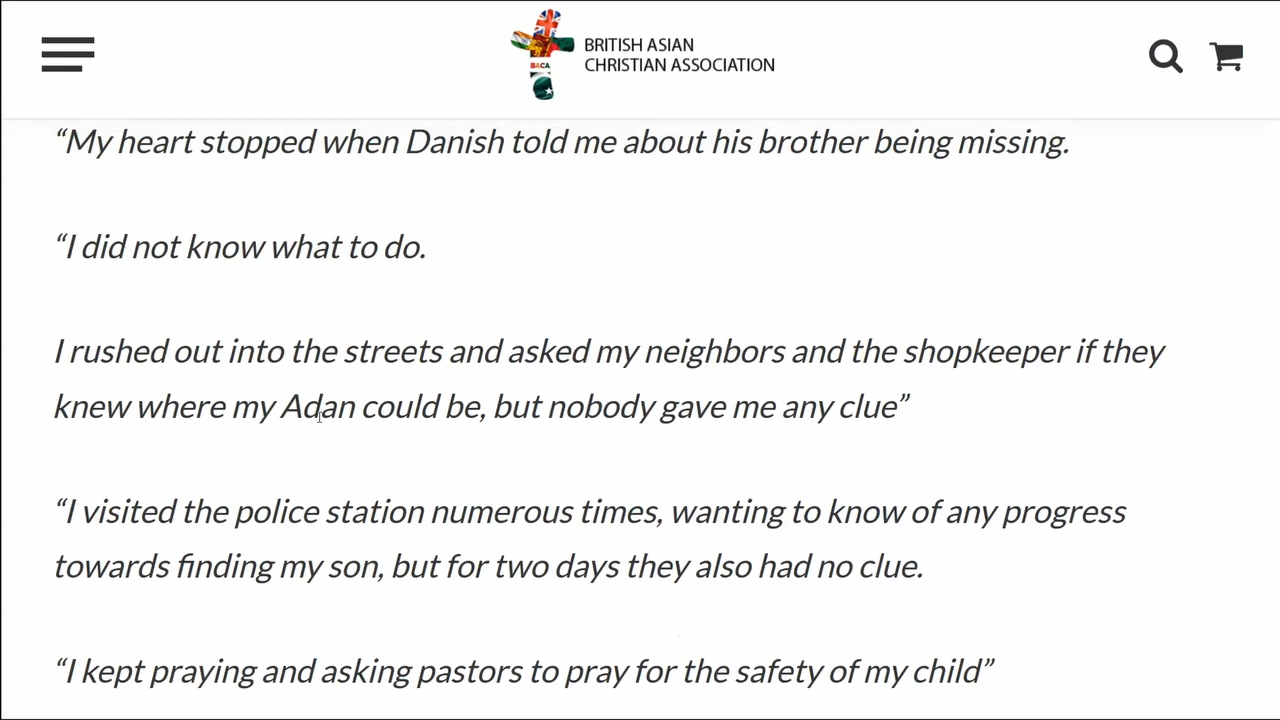 BRITISH ASIAN
CHRISTIAN ASSOCIATION
BACA
“My heart stopped when Danish told me about his brother being missing.
“I did not know what to do.
I rushed out into the streets and asked my neighbors and the shopkeeper if they
knew where my Adan could be, but nobody gave me any clue”
“I visited the police station numerous times, wanting to know of any progress
towards finding my son, but for two days they also had no clue.
“I kept praying and asking pastors to pray for the safety of my child”